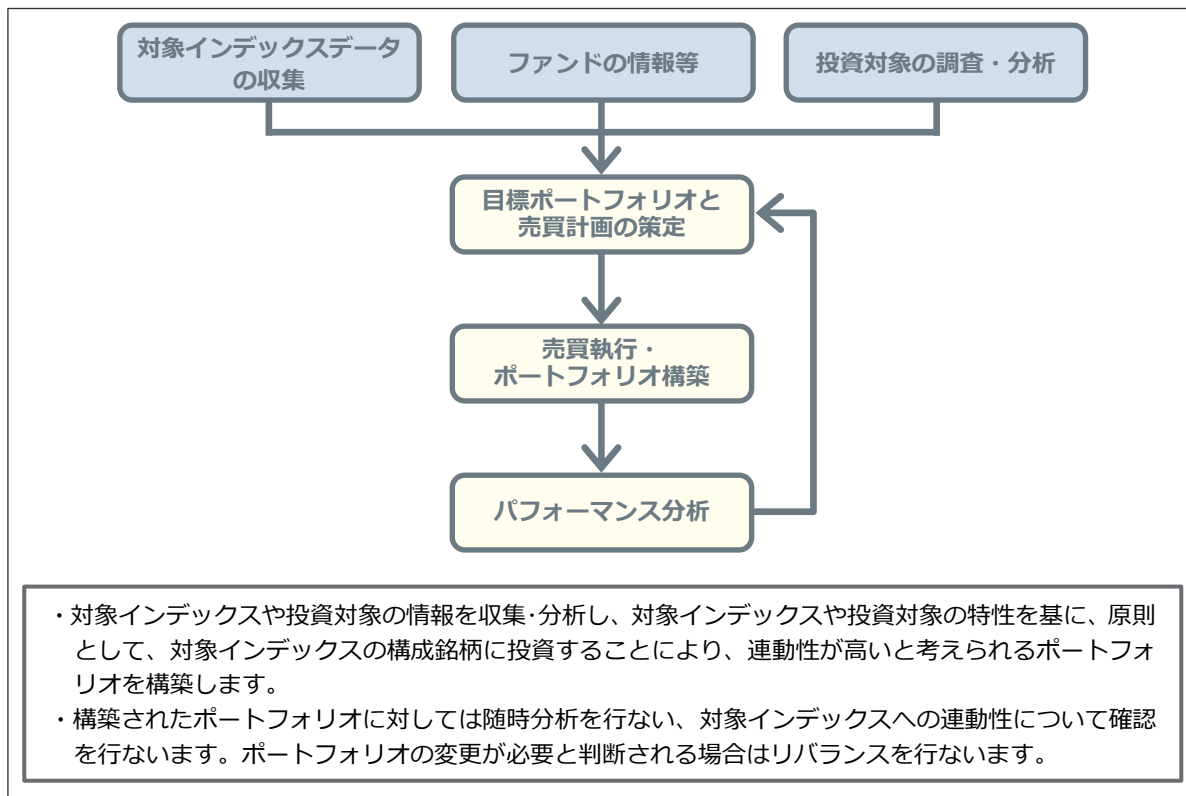 対象インデックスデータ
の収集
ファンドの情報等
投資対象の調査・分析
目標ポートフォリオと
売買計画の策定
売買執行・
ポートフォリオ構築
パフォーマンス分析
・対象インデックスや投資対象の情報を収集･分析し、対象インデックスや投資対象の特性を基に、原則
として、対象インデックスの構成銘柄に投資することにより、連動性が高いと考えられるポートフォ
リオを構築します。
・構築されたポートフォリオに対しては随時分析を行ない、対象インデックスへの連動性について確認
を行ないます。ポートフォリオの変更が必要と判断される場合はリバランスを行ないます。